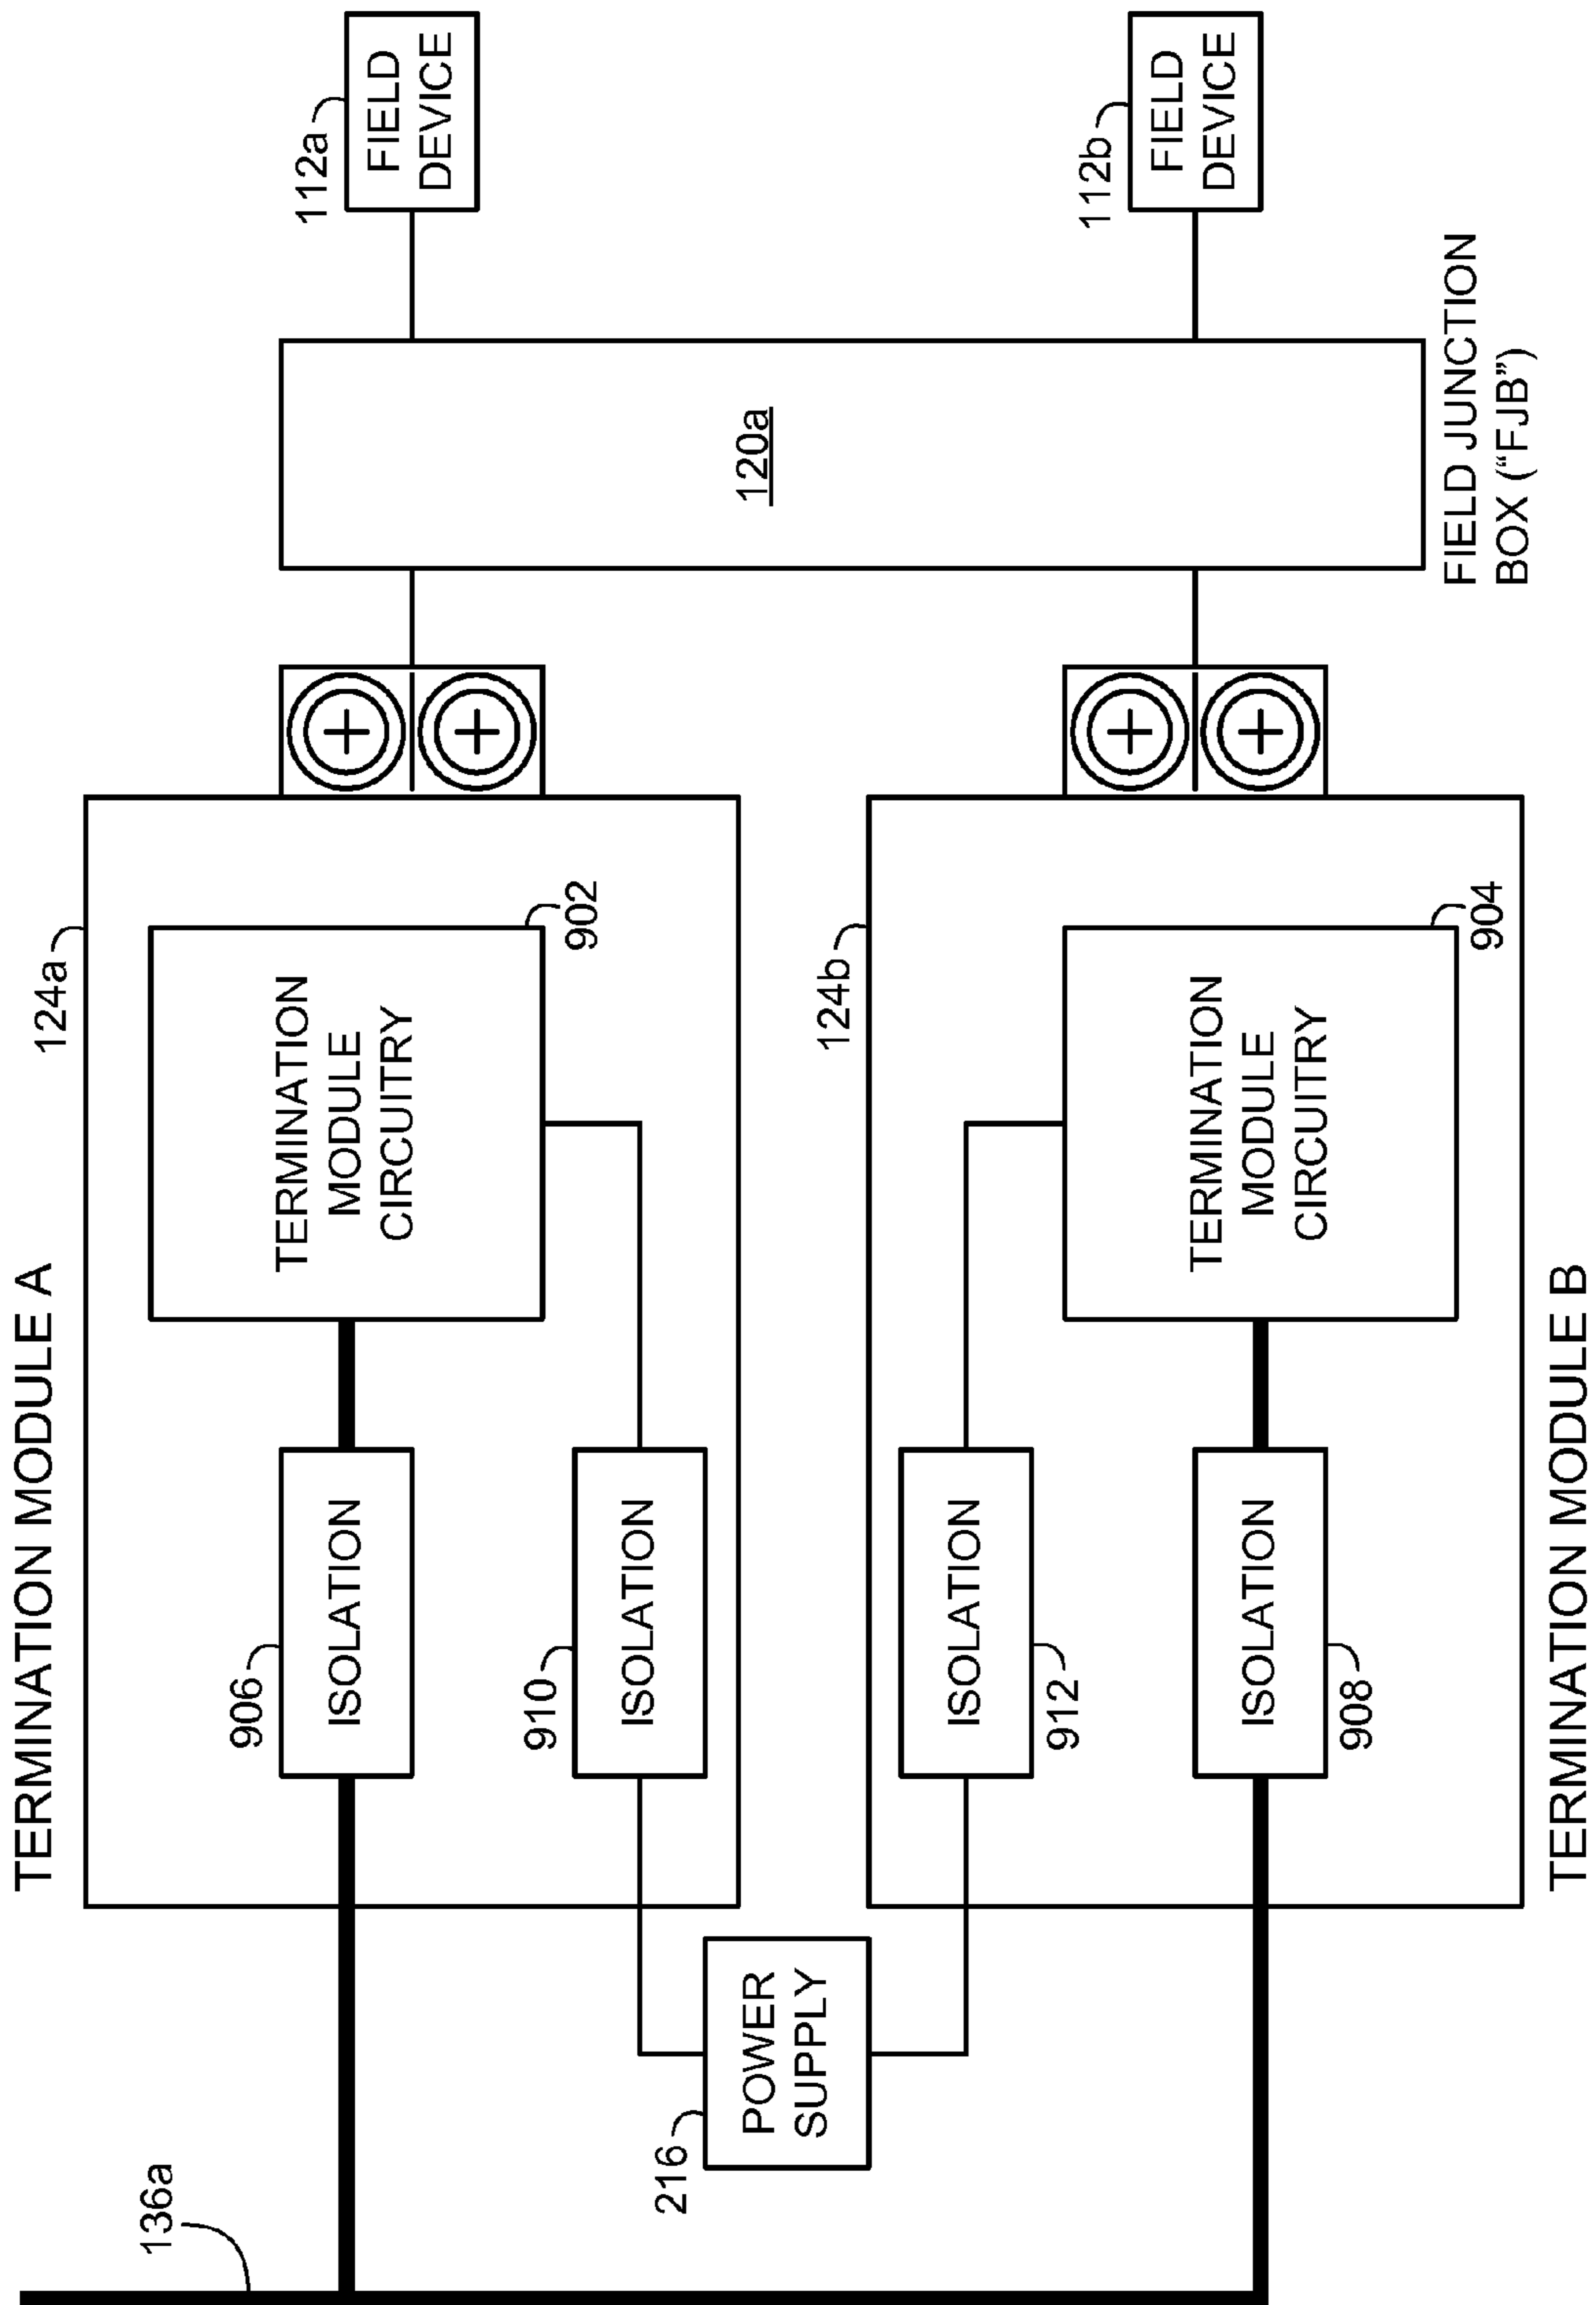 136a
TERMINATION MODULE A
124a
906
ISOLATION
TERMINATION
MODULE
CIRCUITRY
902
910
ISOLATION
216
POWER
SUPPLY
124b
912
ISOLATION
TERMINATION
MODULE
CIRCUITRY
904
908
ISOLATION
TERMINATION MODULE B
120a
FIELD JUNCTION
BOX (“FJB”)
112a
FIELD
DEVICE
112b
FIELD
DEVICE